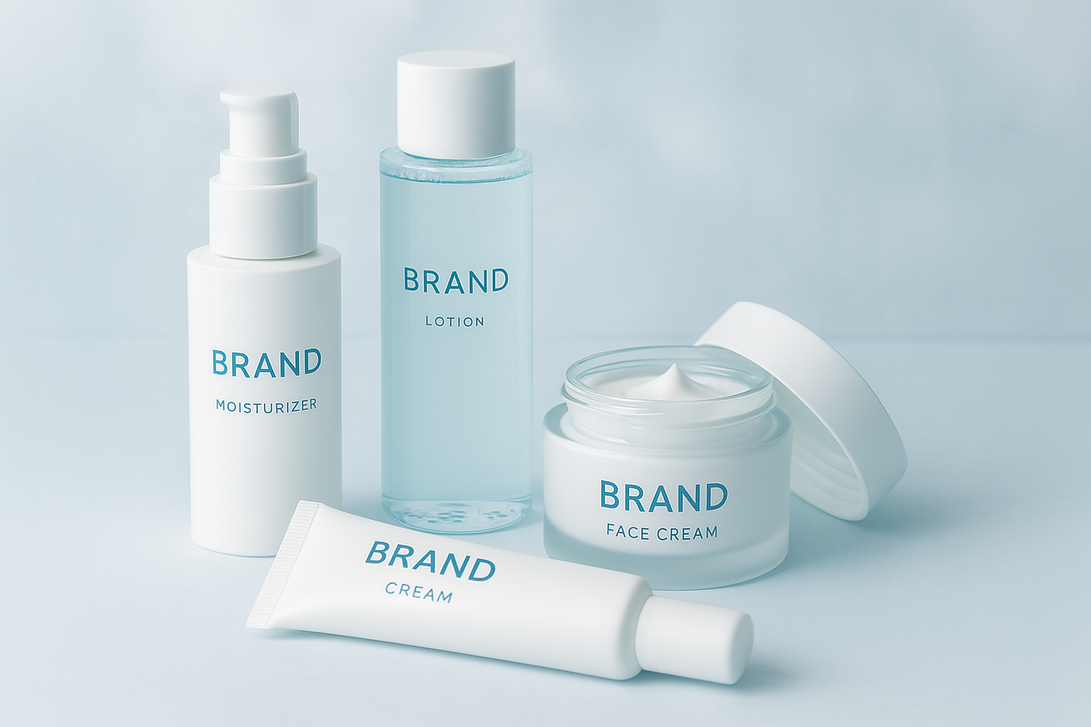 BRAND
MOISTURIZER
BRAND
LOTION
BRAND
FACE CREAM
BRAND
CREAM